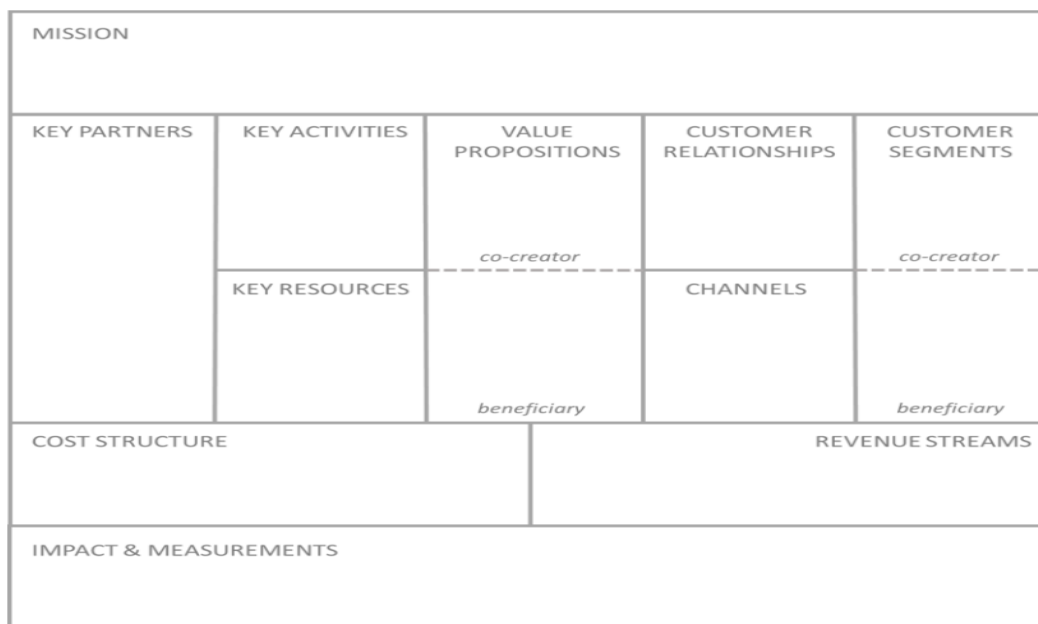 MISSION
KEY PARTNERS
KEY ACTIVITIES
VALUE
PROPOSITIONS
co-creator
beneficiary
CUSTOMER
RELATIONSHIPS
CUSTOMER
SEGMENTS
co-creator
beneficiary
KEY RESOURCES
CHANNELS
COST STRUCTURE
REVENUE STREAMS
IMPACT & MEASUREMENTS